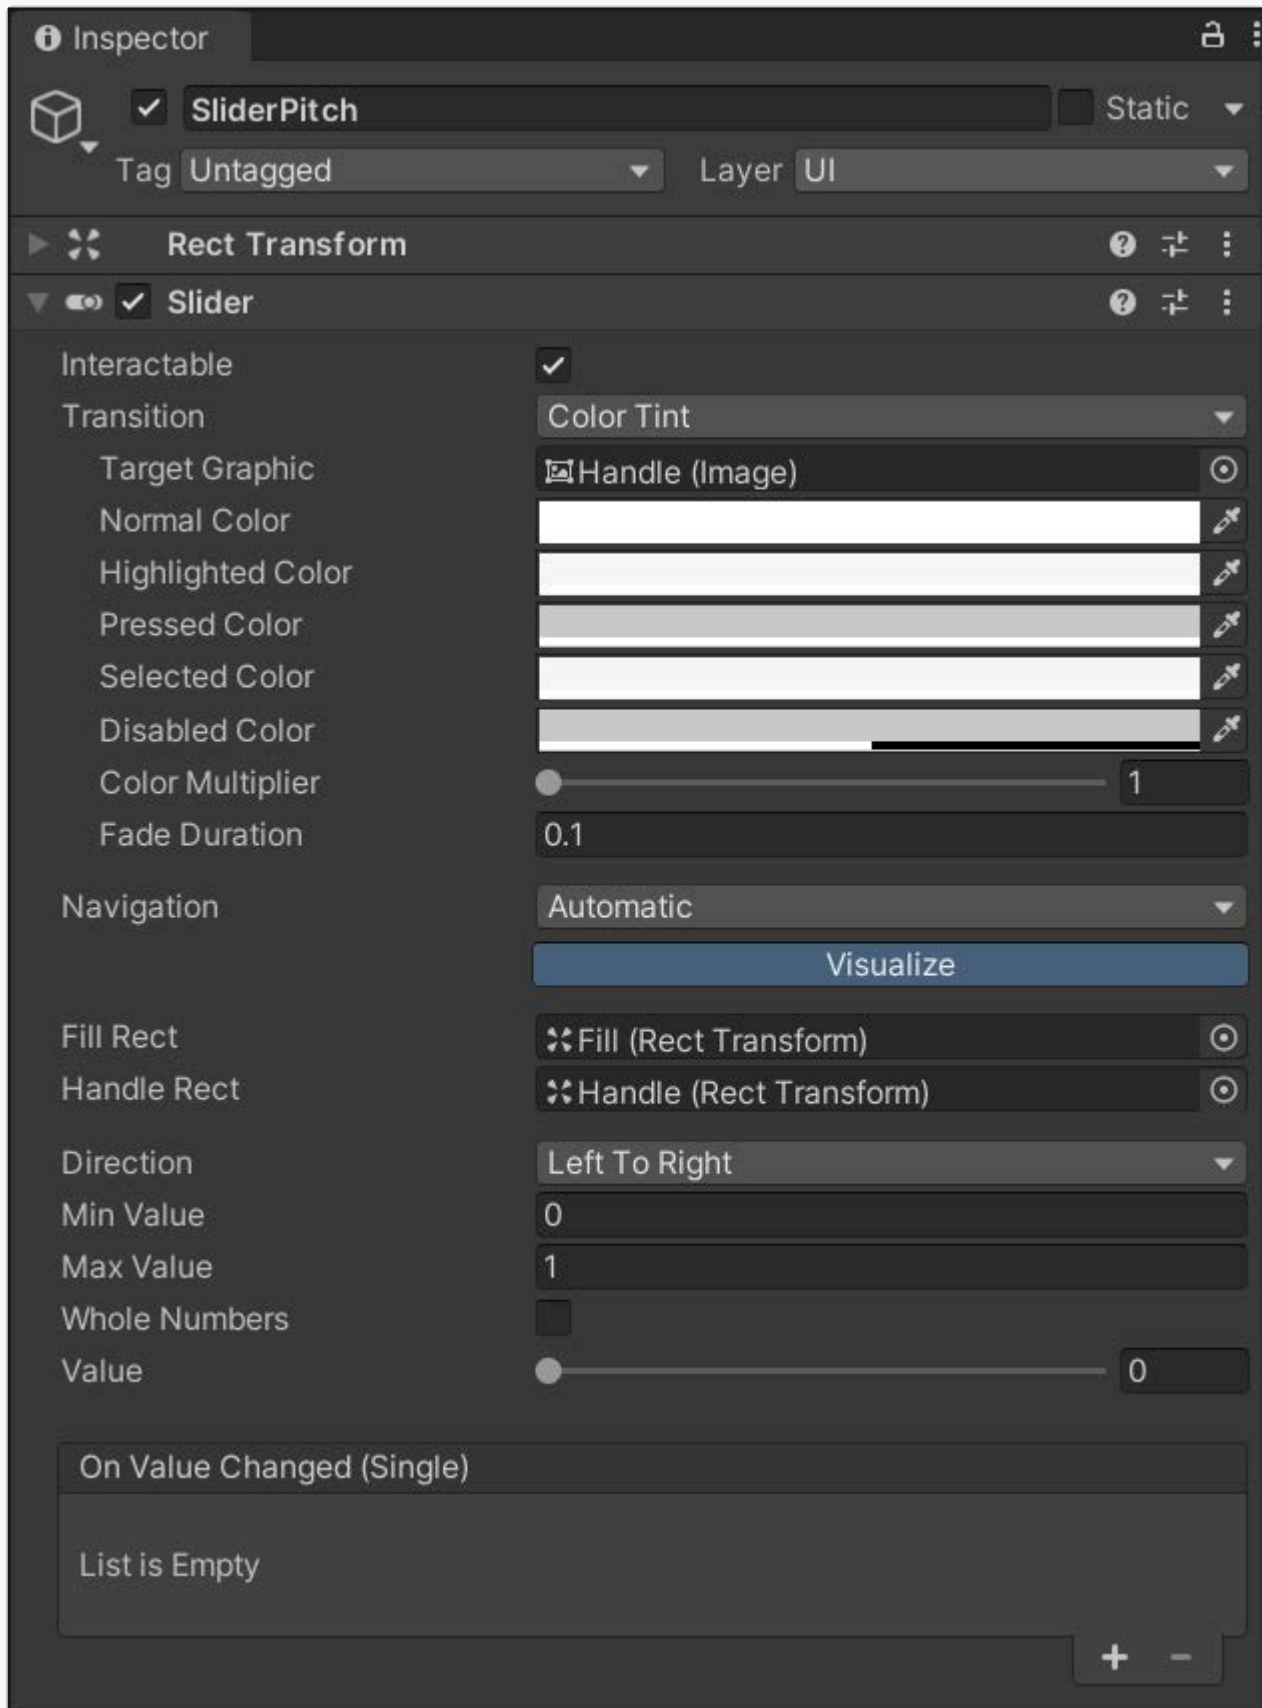 Inspector
SliderPitch Static
Tag Untagged Layer UI
Rect Transform
Slider
Interactable
Transition Color Tint
Target Graphic Handle (Image)
Normal Color
Highlighted Color
Pressed Color
Selected Color
Disabled Color
Color Multiplier 1
Fade Duration 0.1
Navigation Automatic
Visualize
Fill Rect Fill (Rect Transform)
Handle Rect Handle (Rect Transform)
Direction Left To Right
Min Value 0
Max Value 1
Whole Numbers
Value 0
On Value Changed (Single)
List is Empty